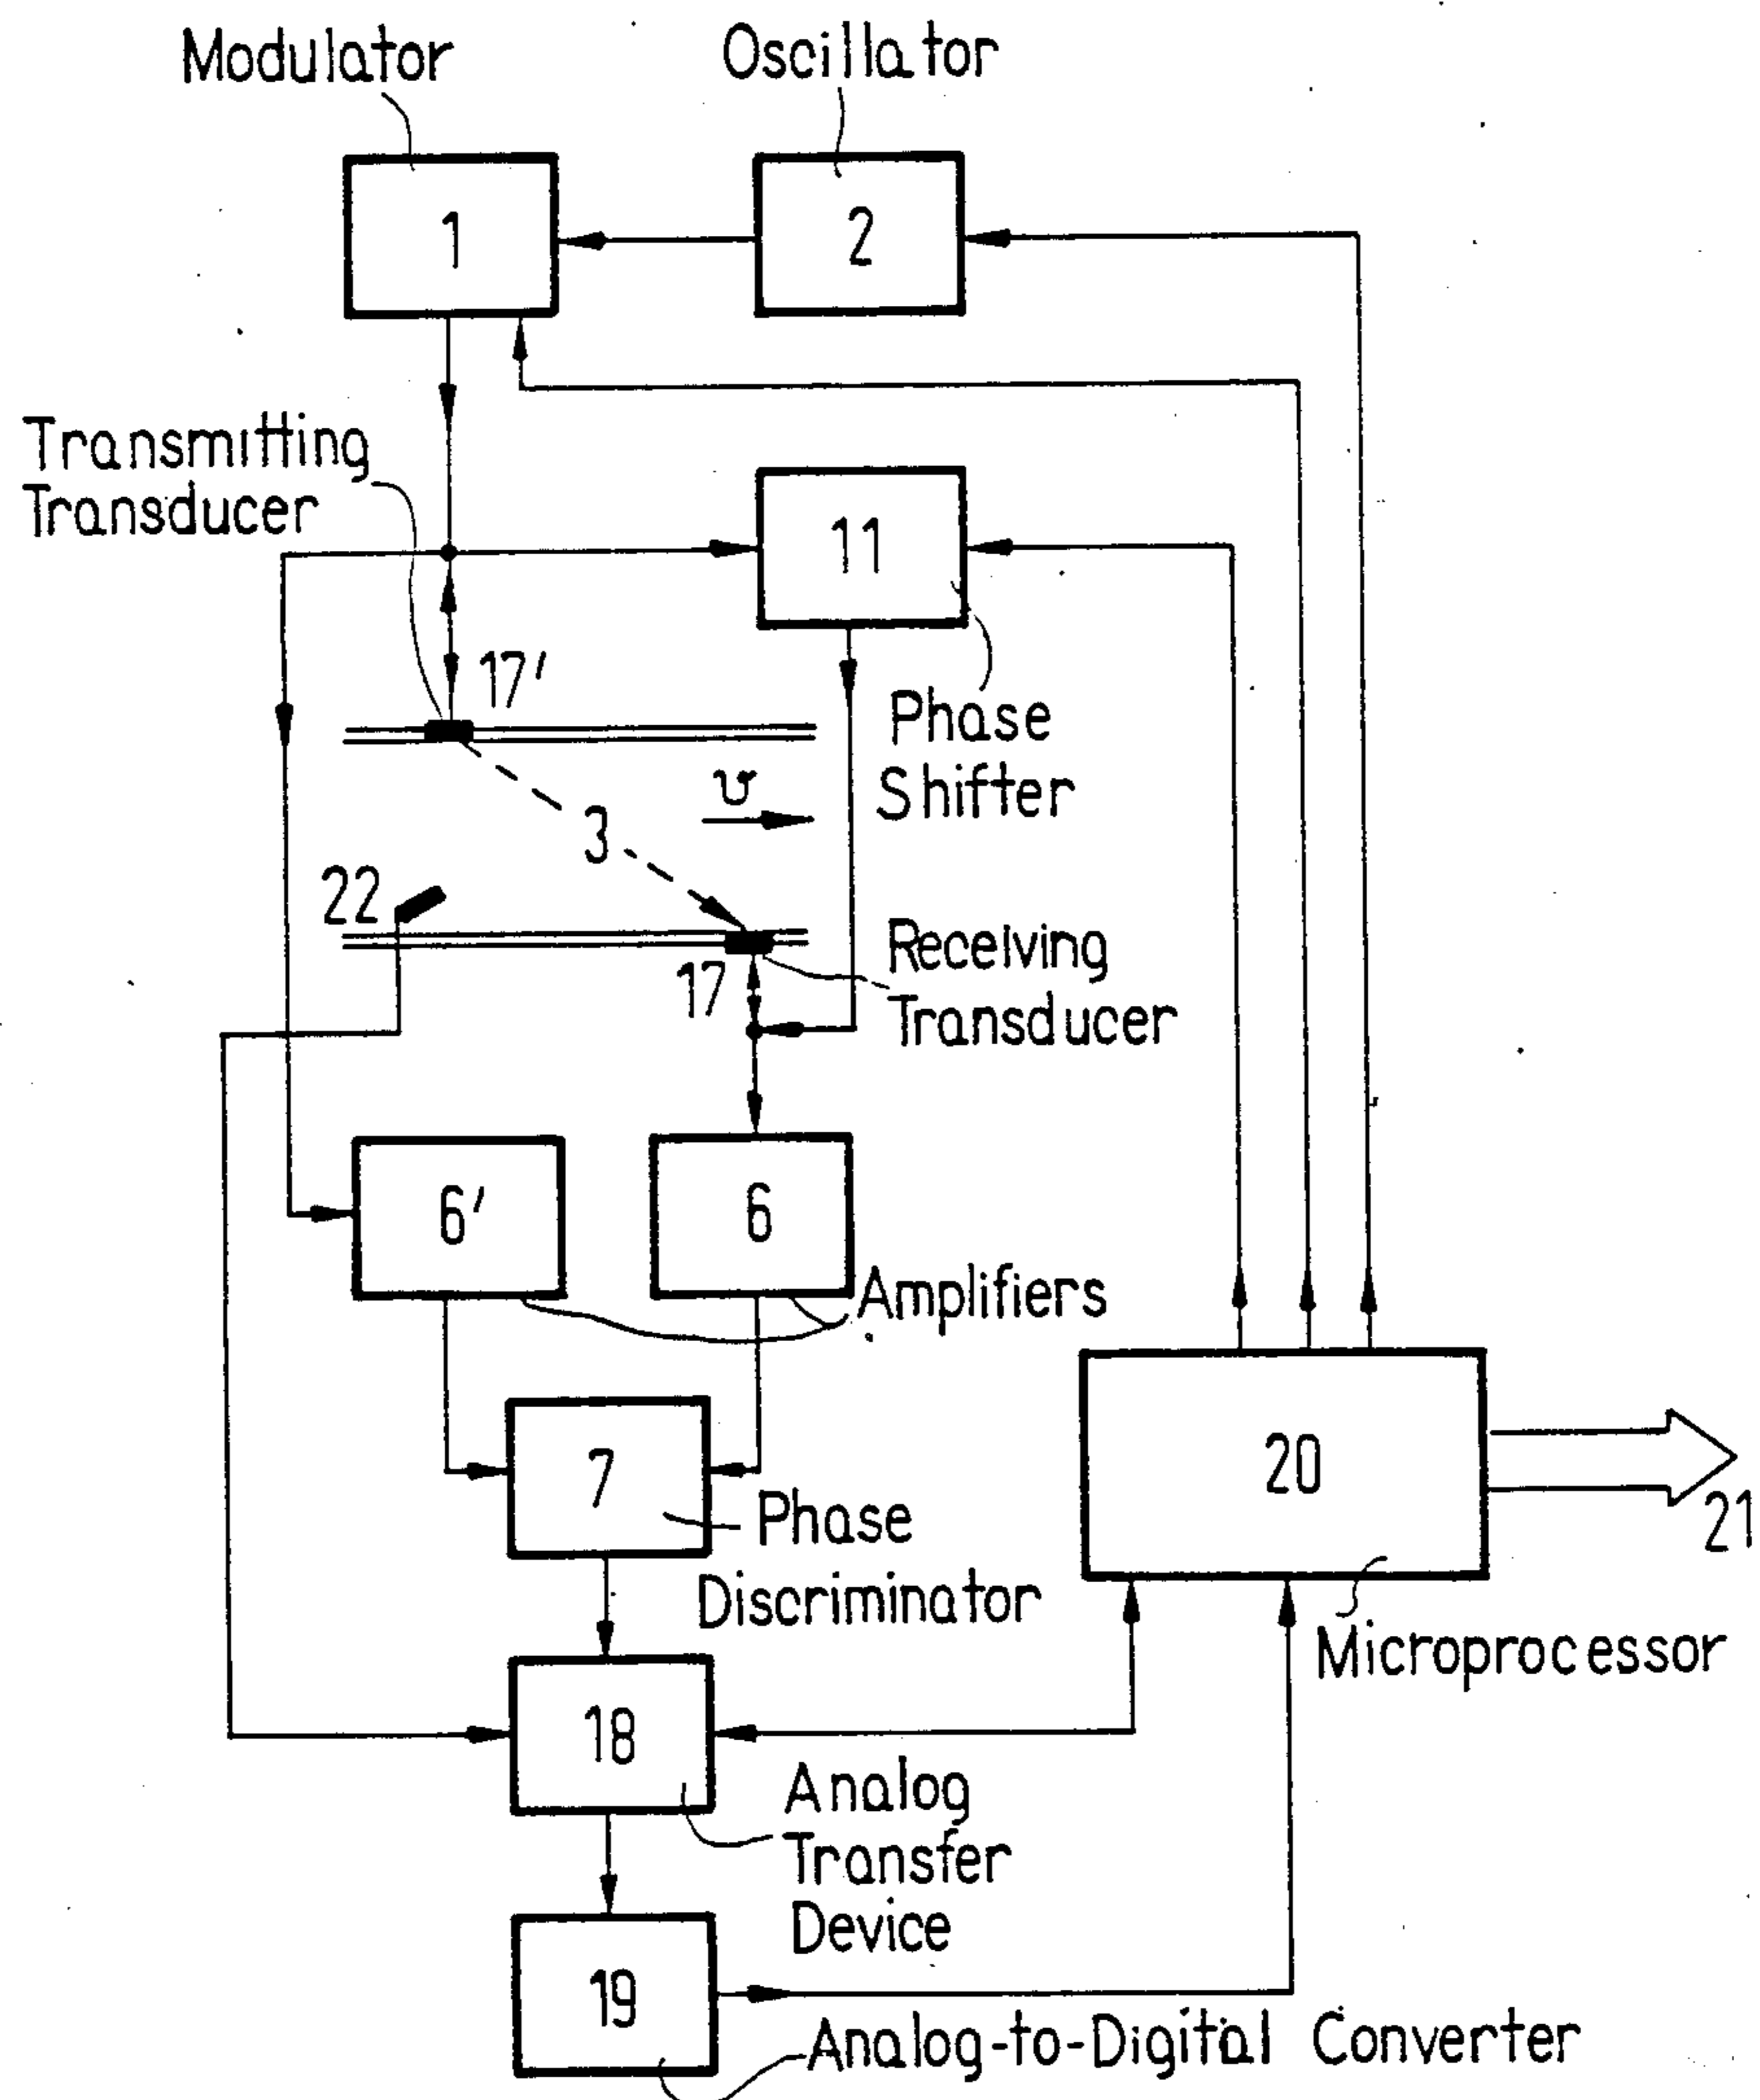 Modulator
Oscillator
1
2
Transmitting
Transducer
11
17'
Phase
Shifter
v
3
22
Receiving
Transducer
17
6'
6
Amplifiers
7
20
21
Phase
Discriminator
Microprocessor
18
Analog
Transfer
Device
19
Analog-to-Digital Converter